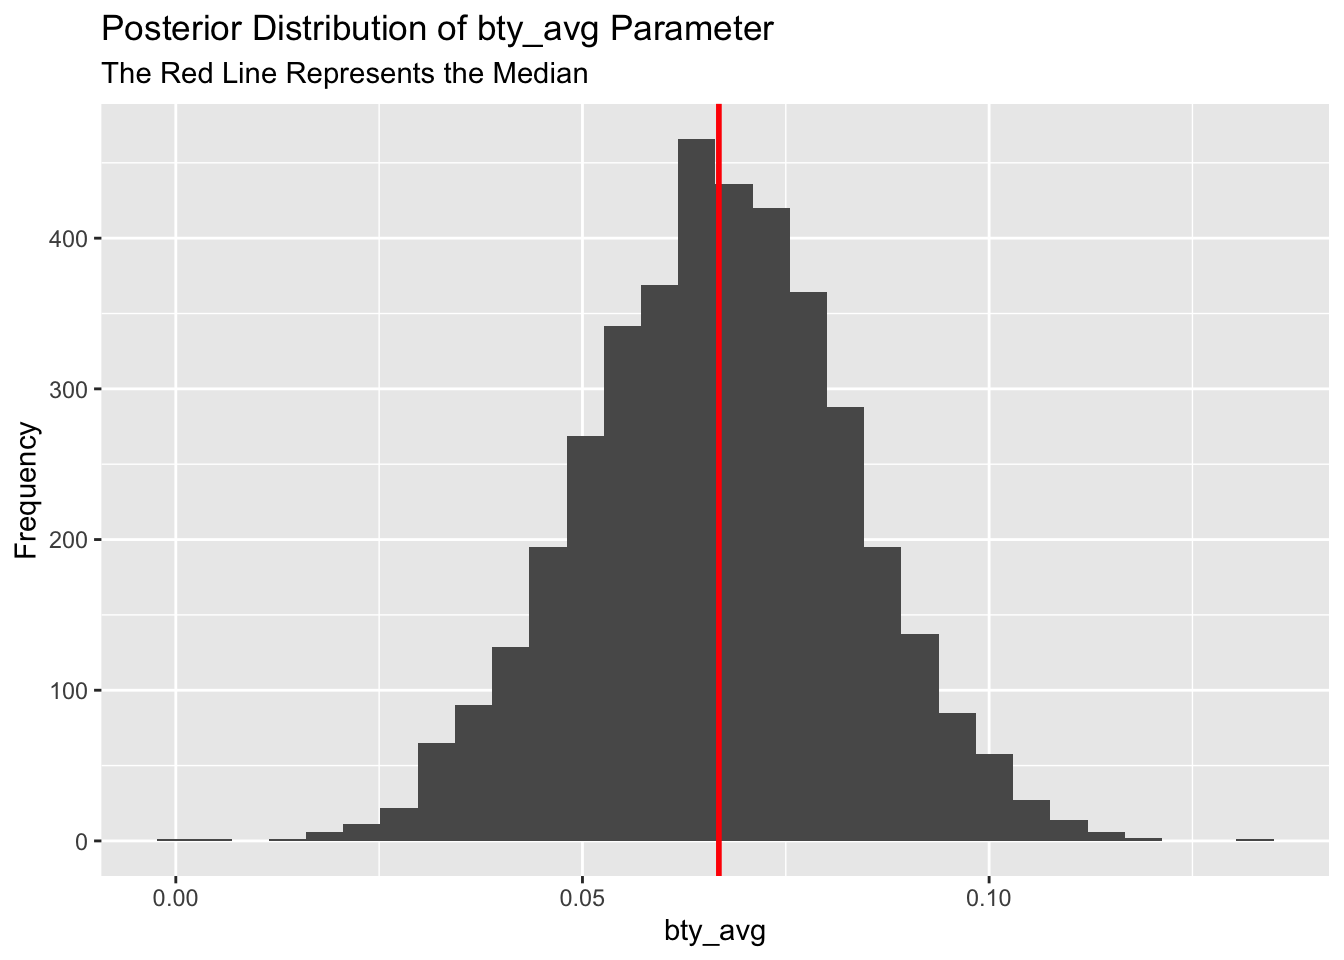 Posterior Distribution of bty_avg Parameter
The Red Line Represents the Median
400
300
200
100
0
Frequency
0.00 0.05 0.10
bty_avg